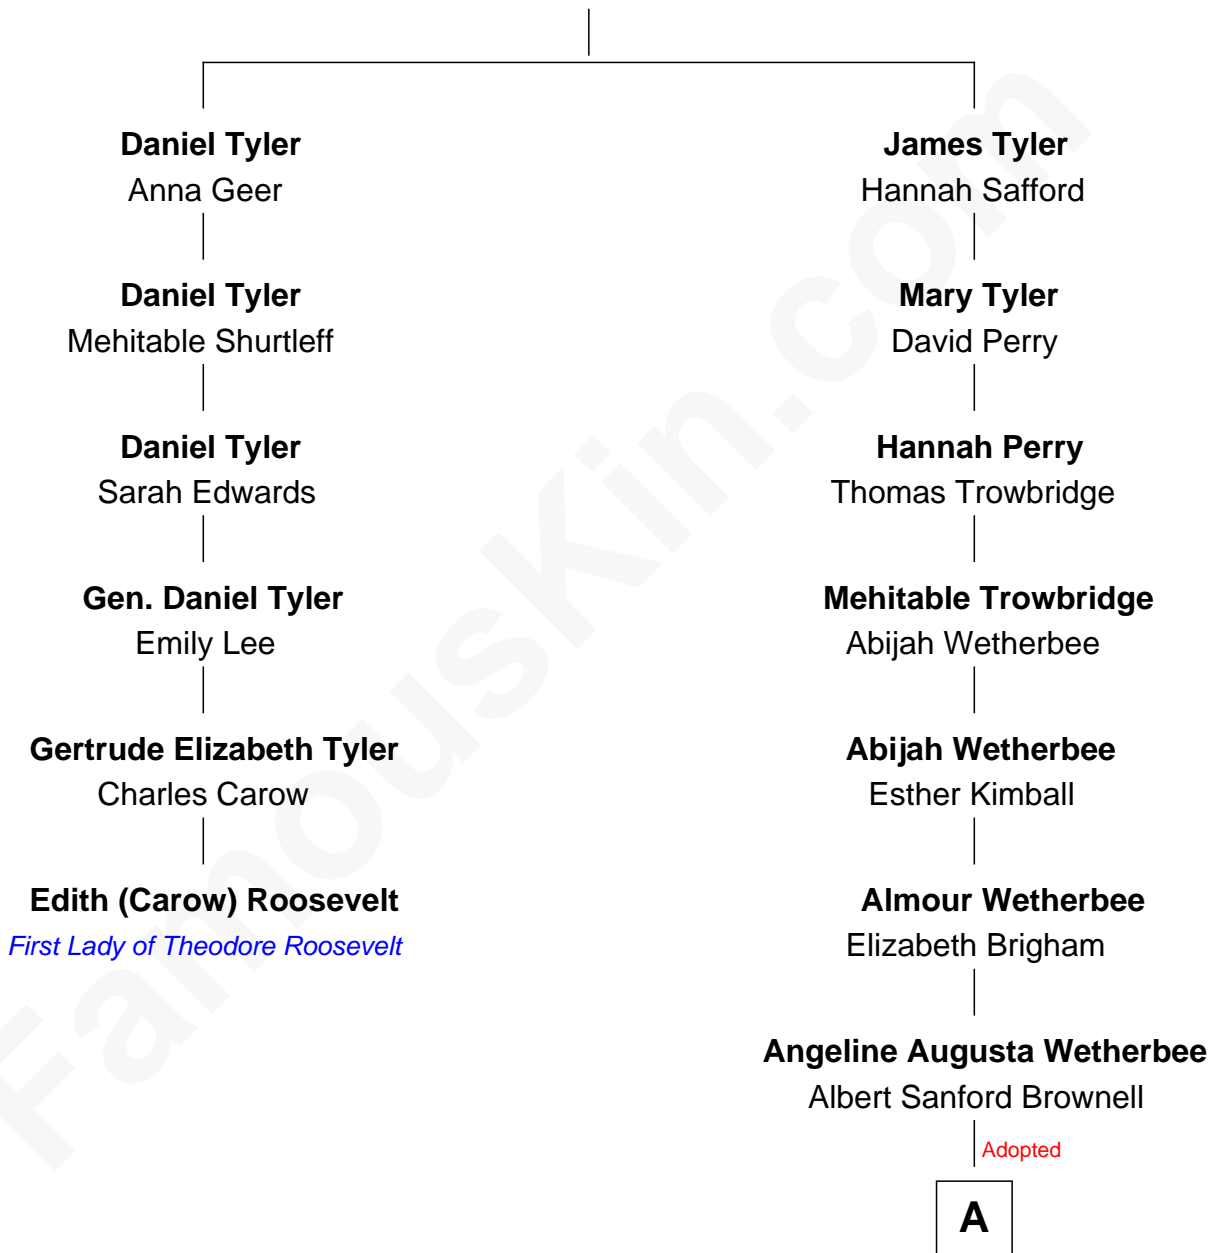 Daniel Tyler
Anna Geer
Daniel Tyler
Mehitable Shurtleff
Daniel Tyler
Sarah Edwards
Gen. Daniel Tyler
Emily Lee
Gertrude Elizabeth Tyler
Charles Carow
Edith (Carow) Roosevelt
First Lady of Theodore Roosevelt
James Tyler
Hannah Safford
Mary Tyler
David Perry
Hannah Perry
Thomas Trowbridge
Mehitable Trowbridge
Abijah Wetherbee
Abijah Wetherbee
Esther Kimball
Almour Wetherbee
Elizabeth Brigham
Angeline Augusta Wetherbee
Albert Sanford Brownell
Adopted
A
FamousKin.com